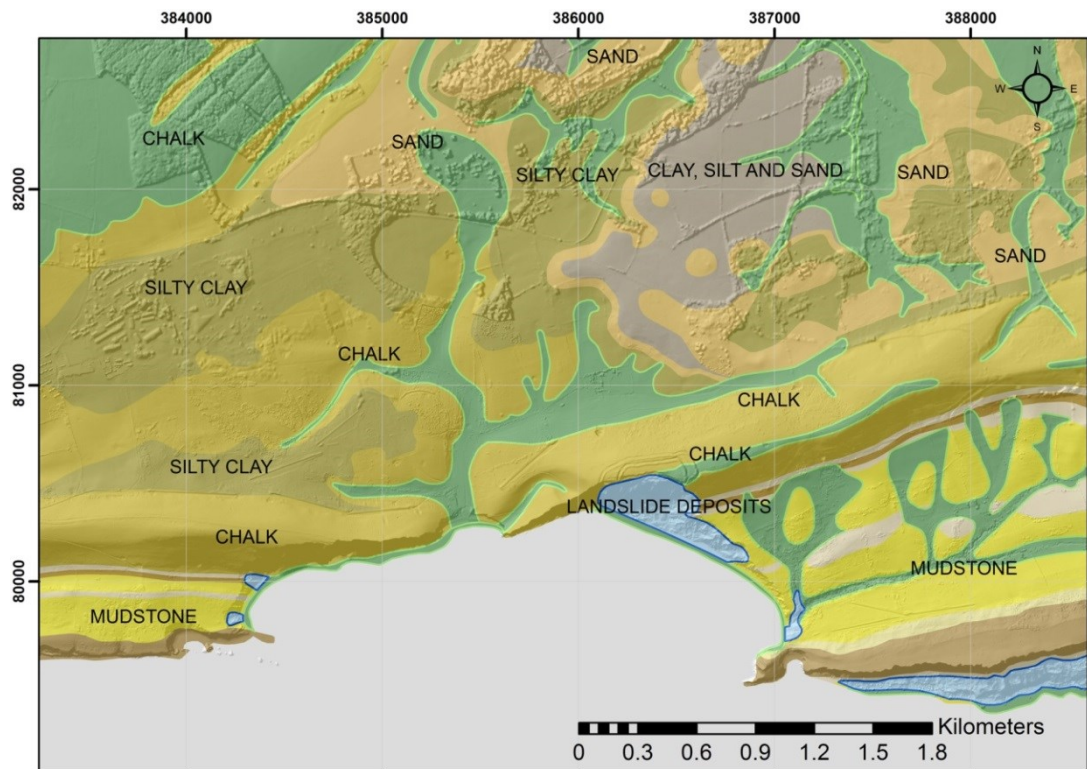 384000 385000 386000 387000 388000
N
W E
S
SAND
CHALK
SAND
SILTY CLAY
CLAY, SILT AND SAND
SAND
82000
SAND
SILTY CLAY
CHALK
81000
CHALK
CHALK
SILTY CLAY
LANDSLIDE DEPOSITS
CHALK
MUDSTONE
80000
MUDSTONE
Kilometers
0 0.3 0.6 0.9 1.2 1.5 1.8